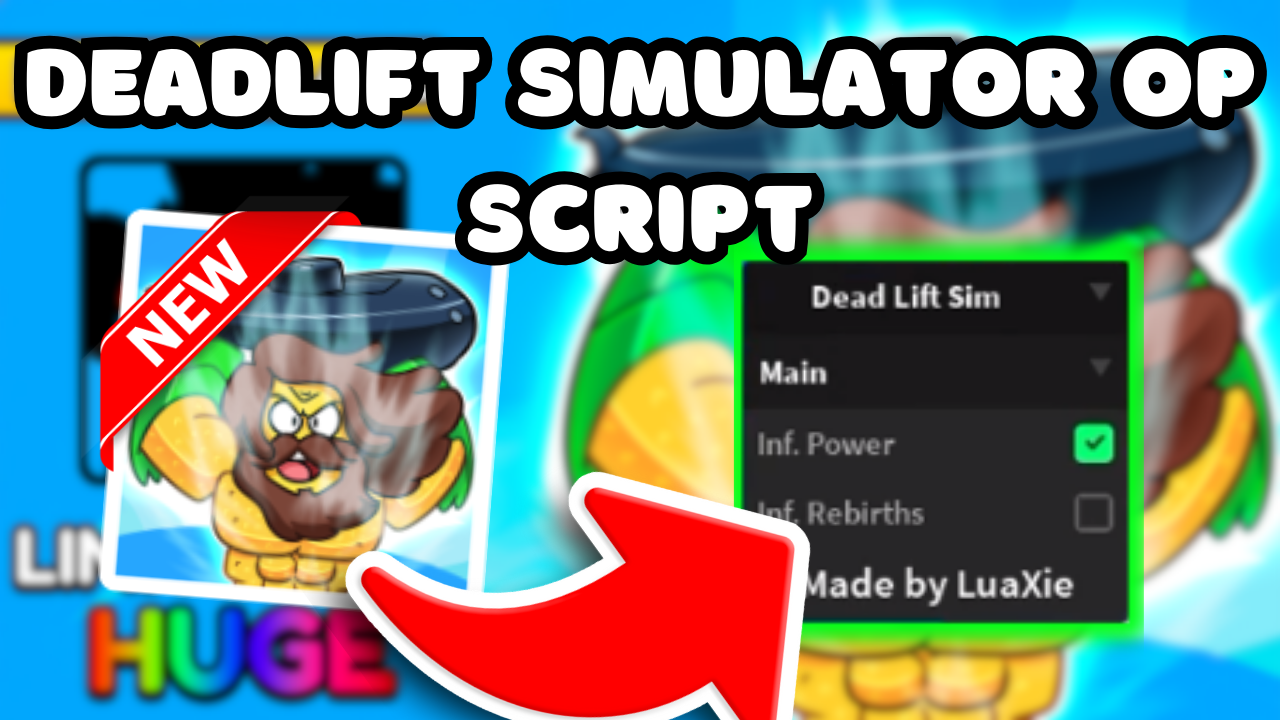 DEADLIFT SIMULATOR OP
SCRIPT
NEW
Dead Lift Sim
Main
Inf. Power
Inf. Rebirths
Made by LuaXie
HUGE